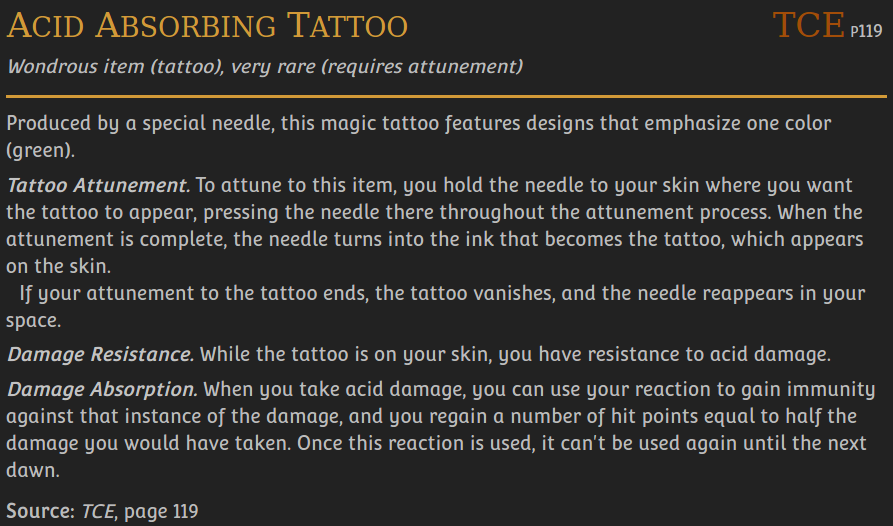 Acid Absorbing Tattoo TCE P119
Wondrous item (tattoo), very rare (requires attunement)
Produced by a special needle, this magic tattoo features designs that emphasize one color
(green).
Tattoo Attunement. To attune to this item, you hold the needle to your skin where you want
the tattoo to appear, pressing the needle there throughout the attunement process. When the
attunement is complete, the needle turns into the ink that becomes the tattoo, which appears
on the skin.
If your attunement to the tattoo ends, the tattoo vanishes, and the needle reappears in your
space.
Damage Resistance. While the tattoo is on your skin, you have resistance to acid damage.
Damage Absorption. When you take acid damage, you can use your reaction to gain immunity
against that instance of the damage, and you regain a number of hit points equal to half the
damage you would have taken. Once this reaction is used, it can't be used again until the next
dawn.
Source: TCE, page 119